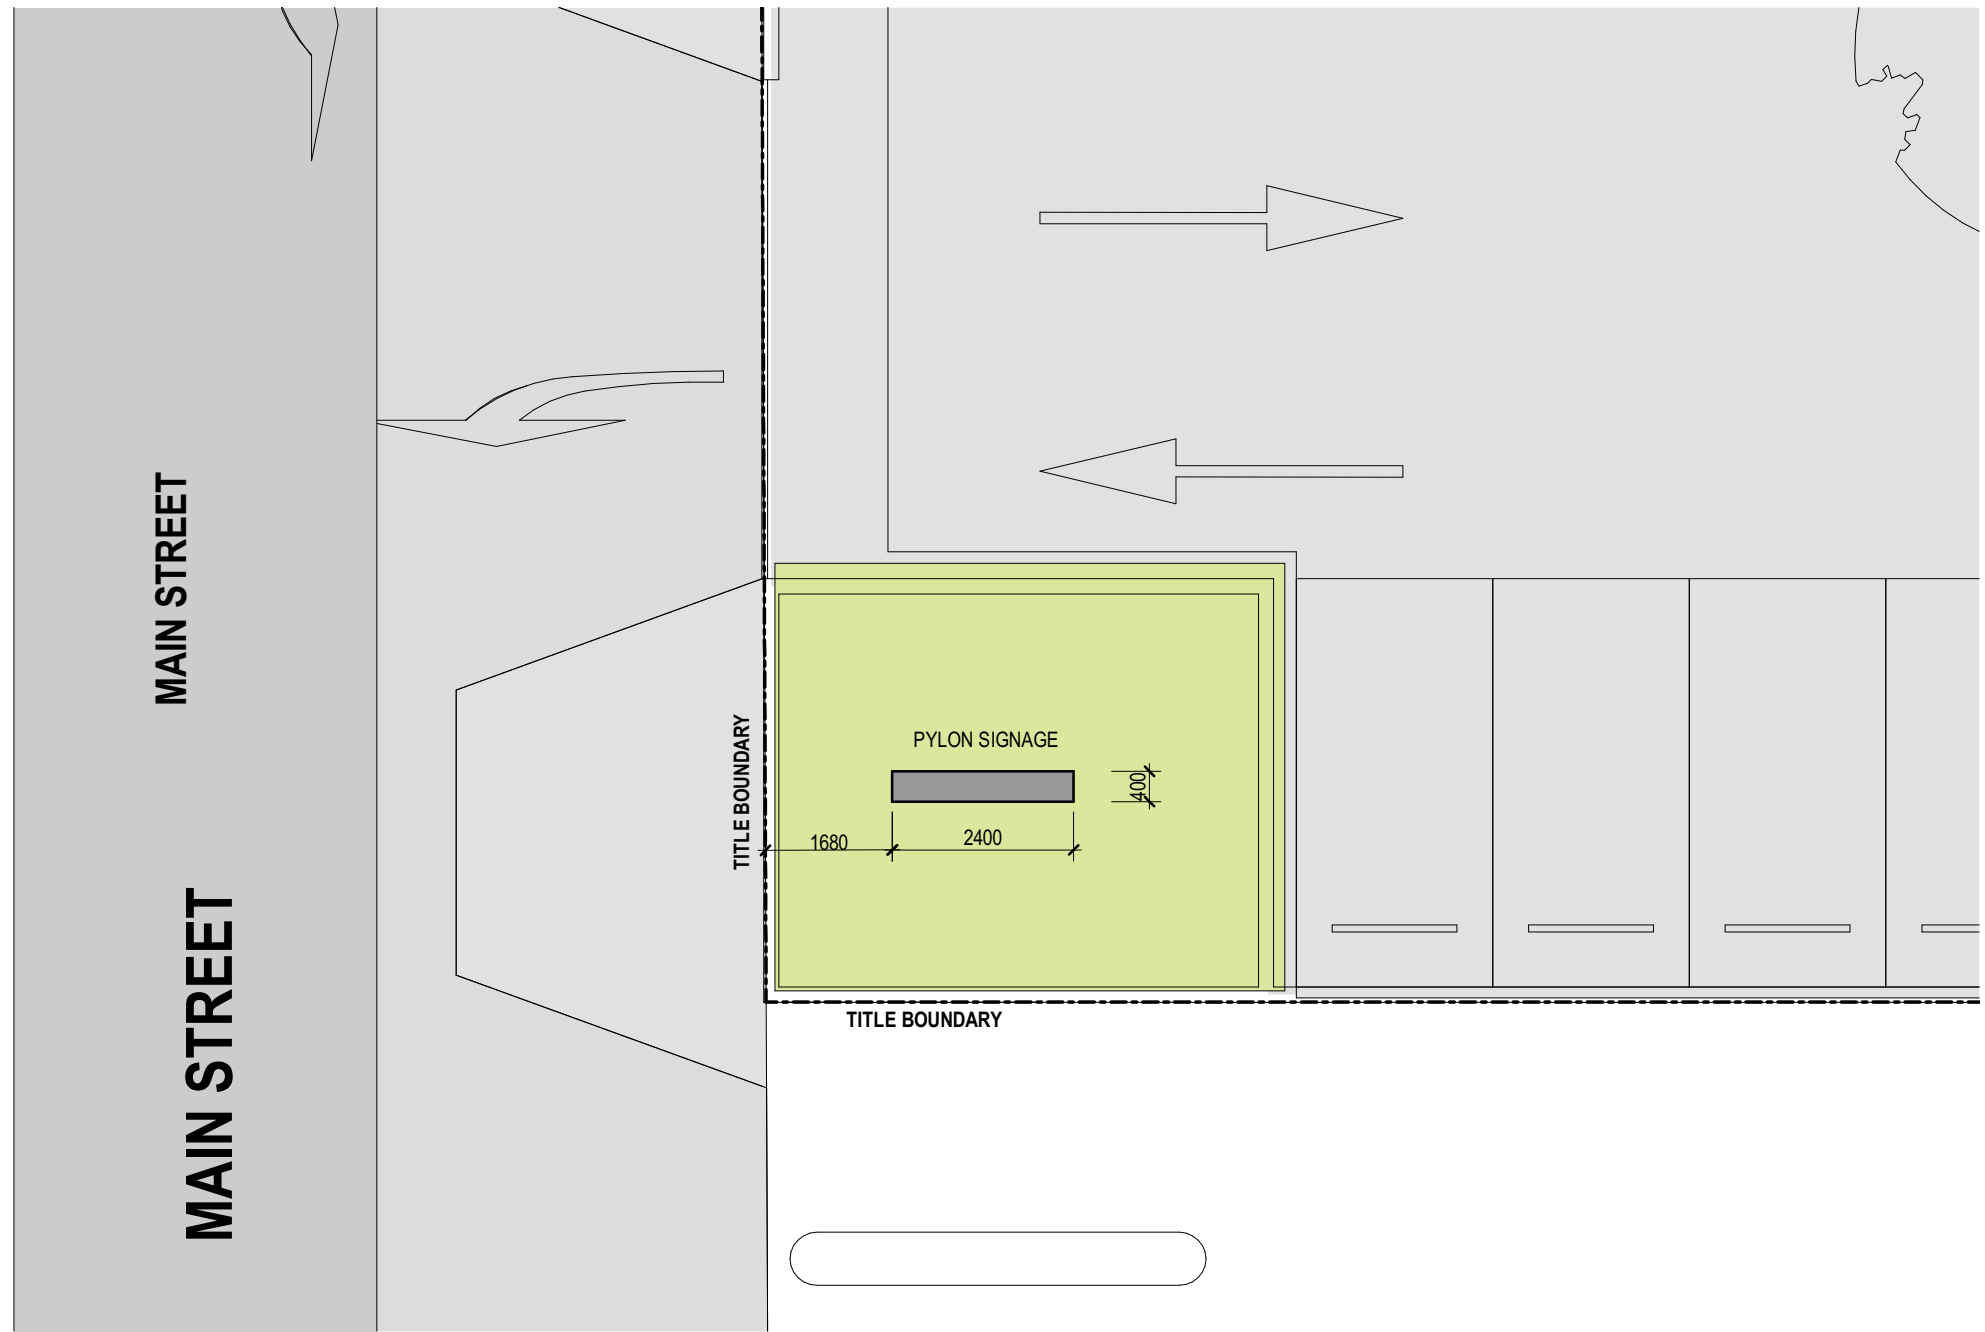 MAIN STREET
MAIN STREET
TITLE BOUNDARY
PYLON SIGNAGE
400
1680
2400
TITLE BOUNDARY